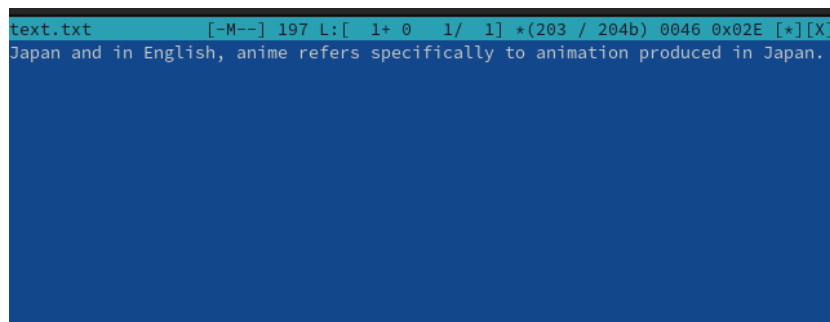 text.txt [-M--] 197 L:[ 1+ 0 1/ 1] *(203 / 204b) 0046 0x02E [*][X]
Japan and in English, anime refers specifically to animation produced in Japan.